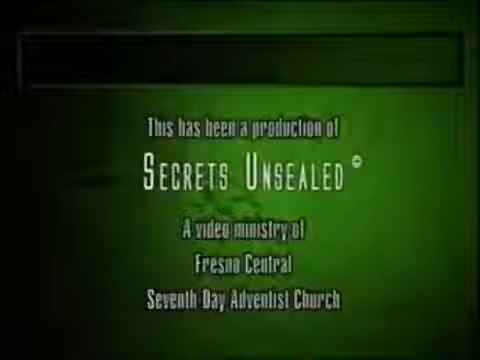 This has been a production of
SECRETS UNSEALED ©
A video ministry of
Fresno Central
Seventh Day Adventist Church